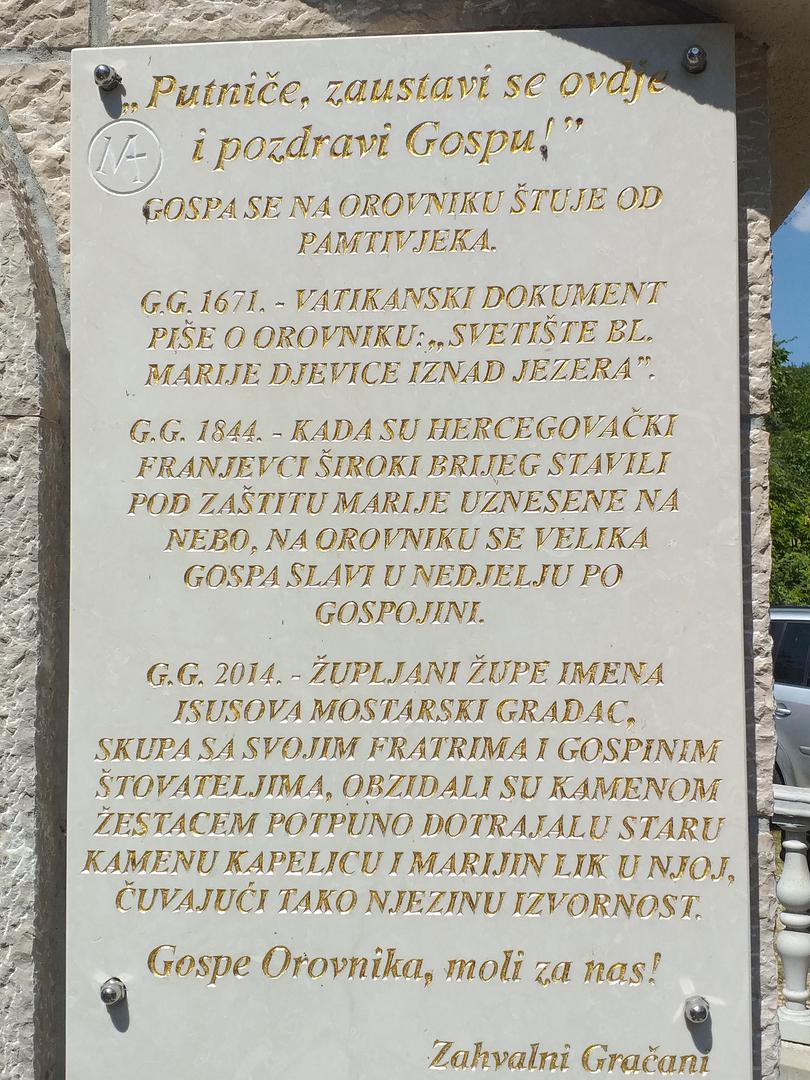 „Putniče, zaustavi se ovdje
i pozdravi Gospu!”
GOSPA SE NA OROVNIKU ŠTUJE OD
PAMTIVJEKA.
G.G. 1671. - VATIKANSKI DOKUMENT
PIŠE O OROVNIKU: „SVETIŠTE BL.
MARIJE DJEVICE IZNAD JEZERA”.
G.G. 1844. - KADA SU HERCEGOVAČKI
FRANJEVCI ŠIROKI BRIJEG STAVILI
POD ZAŠTITU MARIJE UZNESENE NA
NEBO, NA OROVNIKU SE VELIKA
GOSPA SLAVI U NEDJELJU PO
GOSPOJINI.
G.G. 2014. - ŽUPLJANI ŽUPE IMENA
ISUSOVA MOSTARSKI GRADAC,
SKUPA SA SVOJIM FRATRIMA I GOSPINIM
ŠTOVATELJIMA, OBZIDALI SU KAMENOM
ŽESTACEM POTPUNO DOTRAJALU STARU
KAMENU KAPELICU I MARIJIN LIK U NJOJ,
ČUVAJUĆI TAKO NJEZINU IZVORNOST.
Gospe Orovnika, moli za nas!
Zahvalni Gračani